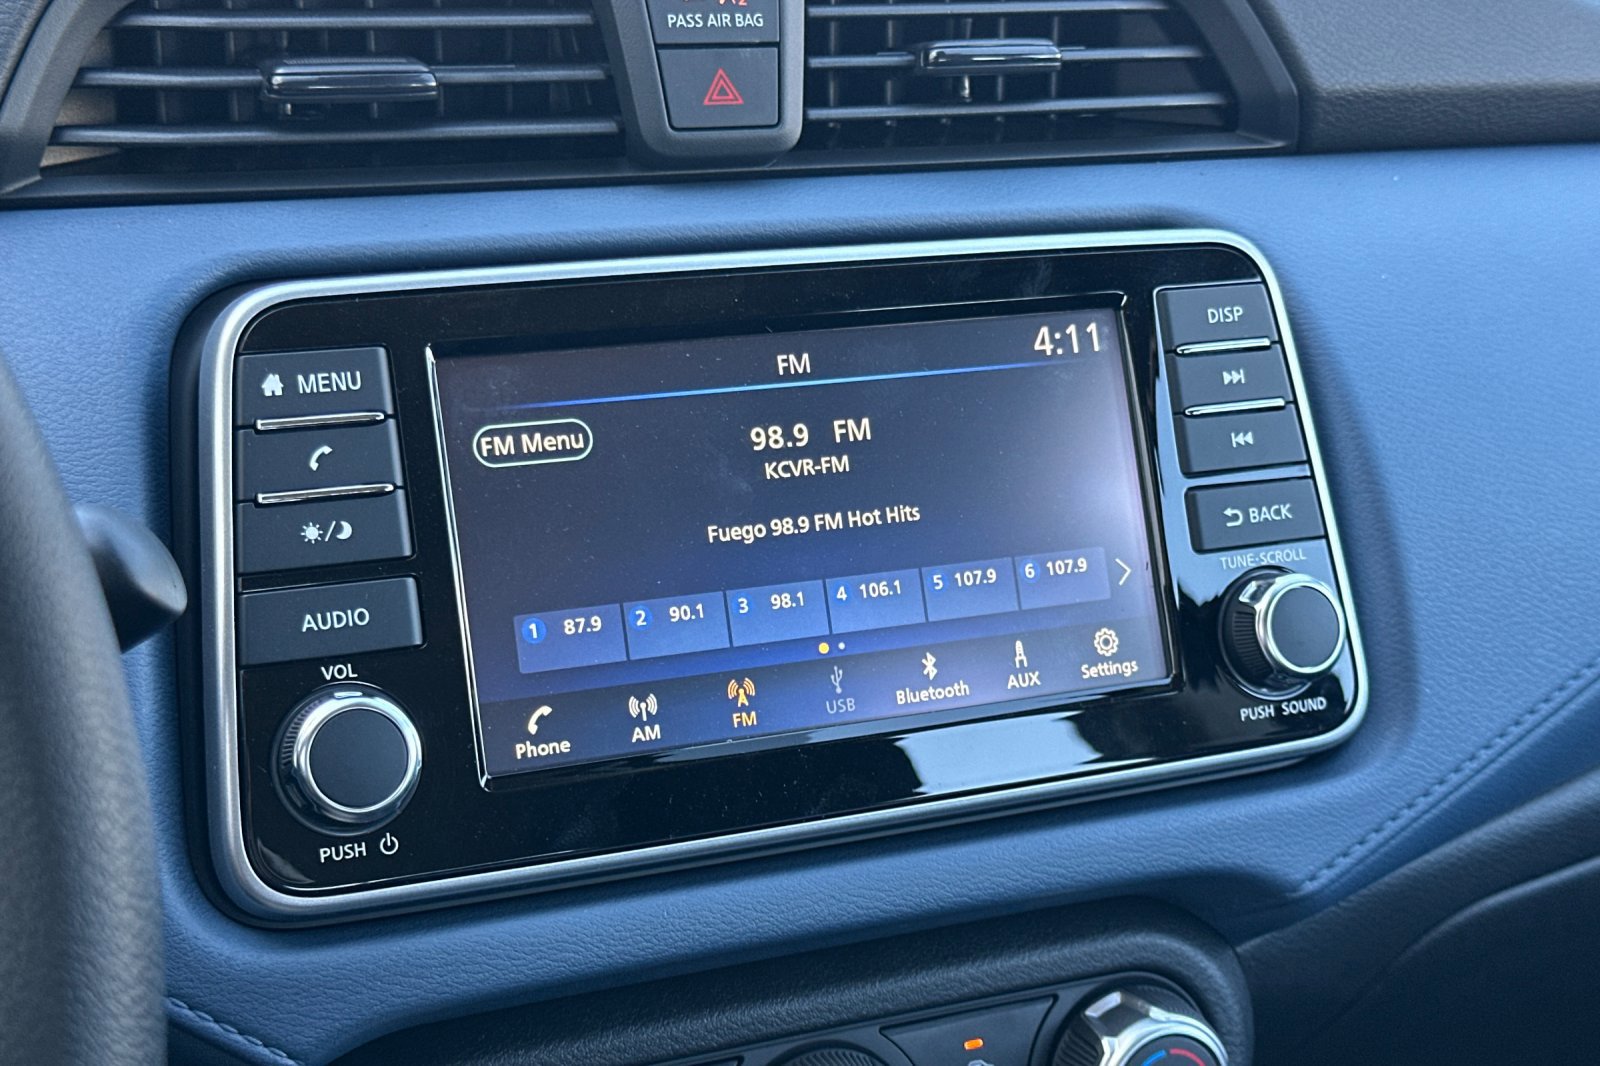 PASS AIR BAG
MENU
AUDIO
VOL
PUSH
FM
4:11
FM Menu
98.9 FM
KCVR-FM
Fuego 98.9 FM Hot Hits
1 87.9
2 90.1
3 98.1
4 106.1
5 107.9
6 107.9
Phone
AM
FM
USB
Bluetooth
AUX
Settings
DISP
BACK
TUNE·SCROLL
PUSH SOUND